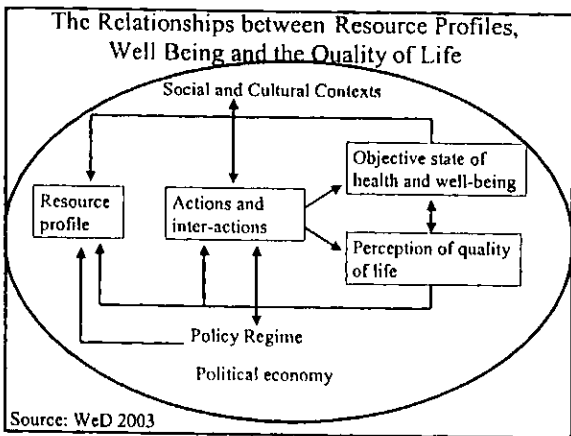 The Relationships between Resource Profiles,
Well Being and the Quality of Life
Social and Cultural Contexts
Objective state of
health and well-being
Resource
profile
Actions and
inter-actions
Perception of quality
of life
Policy Regime
Political economy
Source: WeD 2003